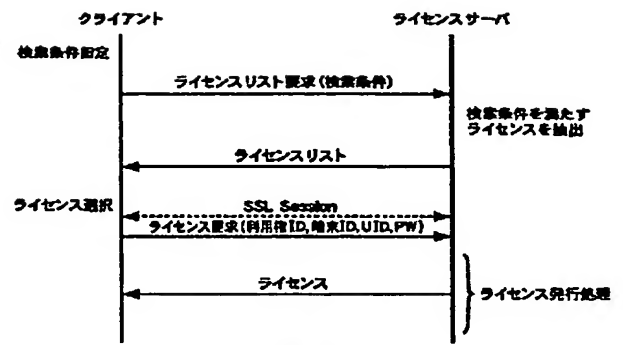 クライアント
ライセンスサーバ
検索条件設定
ライセンスリスト要求(検索条件)
検索条件を満たす
ライセンスを抽出
ライセンスリスト
ライセンス選択
SSL Session
ライセンス要求(利用権ID,端末ID,UID,PW)
ライセンス
ライセンス発行処理